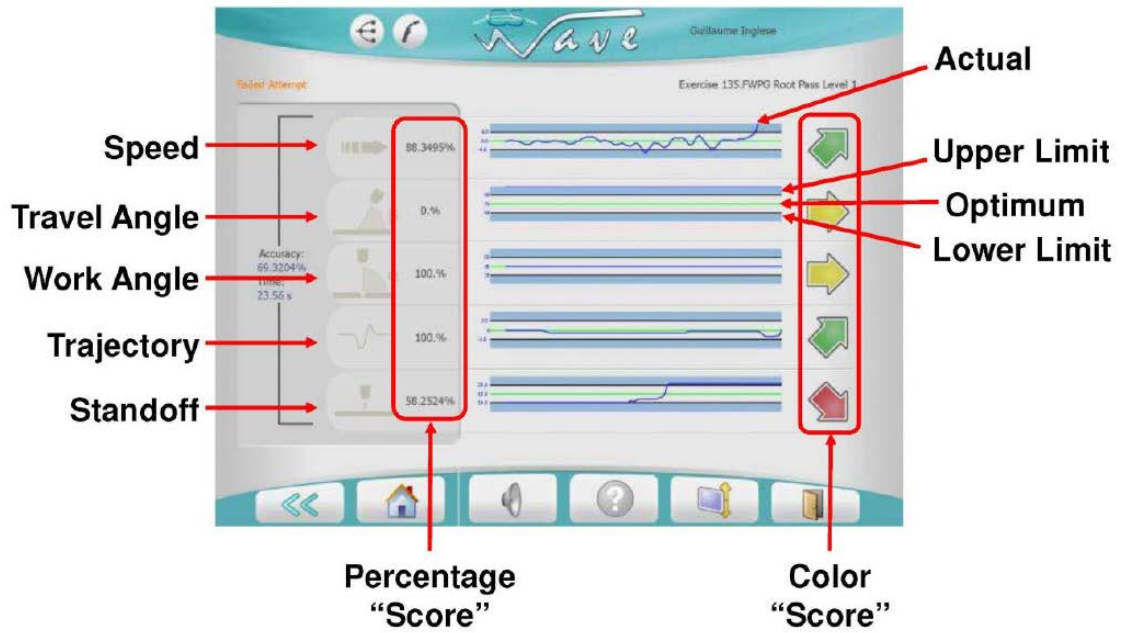 CS
Wave
Guillaume Inglese
Actual
Failed Attempt
Exercise 135.FWPG Root Pass Level 1
Speed
88.3495%
Upper Limit
Travel Angle
0.%
Optimum
Lower Limit
Accuracy:
69.3204%
Time:
23.56 s
Work Angle
100.%
Trajectory
100.%
Standoff
58.2524%
Percentage
“Score”
Color
“Score”